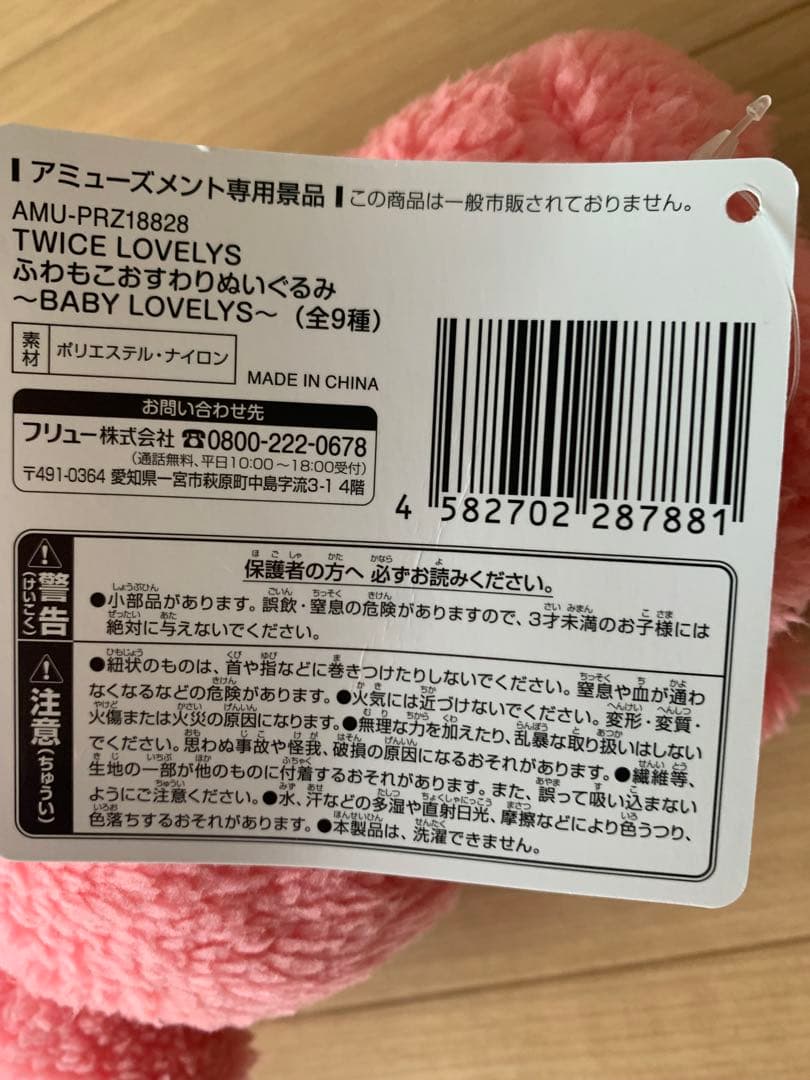 アミューズメント専用景品 この商品は一般市販されておりません。
AMU-PRZ18828
TWICE LOVELYS
ふわもこおすわりぬいぐるみ
〜BABY LOVELYS〜（全9種）
素材 ポリエステル・ナイロン
MADE IN CHINA
お問い合わせ先
フリュー株式会社 ☎0800-222-0678
（通話無料、平日10:00〜18:00受付）
〒491-0364 愛知県一宮市萩原町中島字流3-1 4階
4 582702 287881
警告（けいこく）
保護者の方へ 必ずお読みください。
●小部品があります。誤飲・窒息の危険がありますので、3才未満のお子様には
絶対に与えないでください。
注意（ちゅうい）
●紐状のものは、首や指などに巻きつけたりしないでください。窒息や血が通わ
なくなるなどの危険があります。●火気には近づけないでください。変形・変質・
火傷または火災の原因になります。●無理な力を加えたり、乱暴な取り扱いはしない
でください。思わぬ事故や怪我、破損の原因になるおそれがあります。●繊維等、
生地の一部が他のものに付着するおそれがあります。また、誤って吸い込まない
ようにご注意ください。●水、汗などの多湿や直射日光、摩擦などにより色うつり、
色落ちするおそれがあります。●本製品は、洗濯できません。